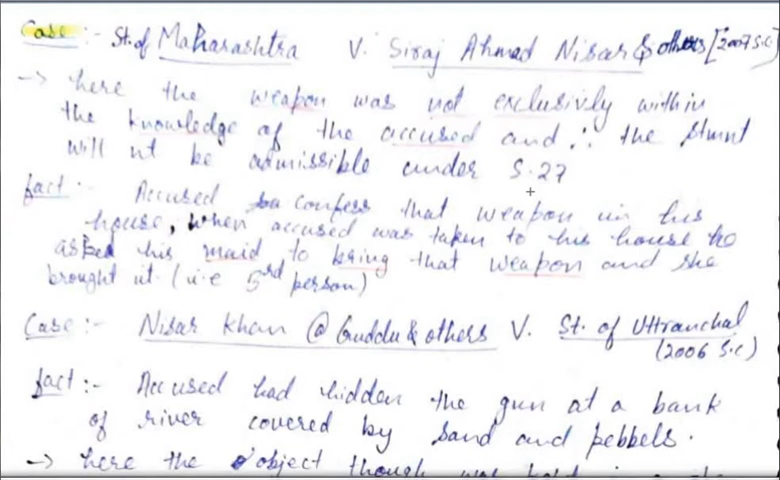 Case :- St. of Maharashtra V. Siraj Ahmed Nisar & others [2007 S.C]
-> here the weapon was not exclusively within
the knowledge of the accused and ∴ the stmnt
will nt be admissible under S.27
fact :- Accused confess that weapon in his
house, when accused was taken to his house he
asked his maid to bring that weapon and she
brought it. (i.e 3rd person)
Case :- Nisar Khan @ Guddu & others V. St. of Uttranchal
(2006 S.C)
fact :- Accused had hidden the gun at a bank
of river covered by sand and pebbels.
-> here the object though was